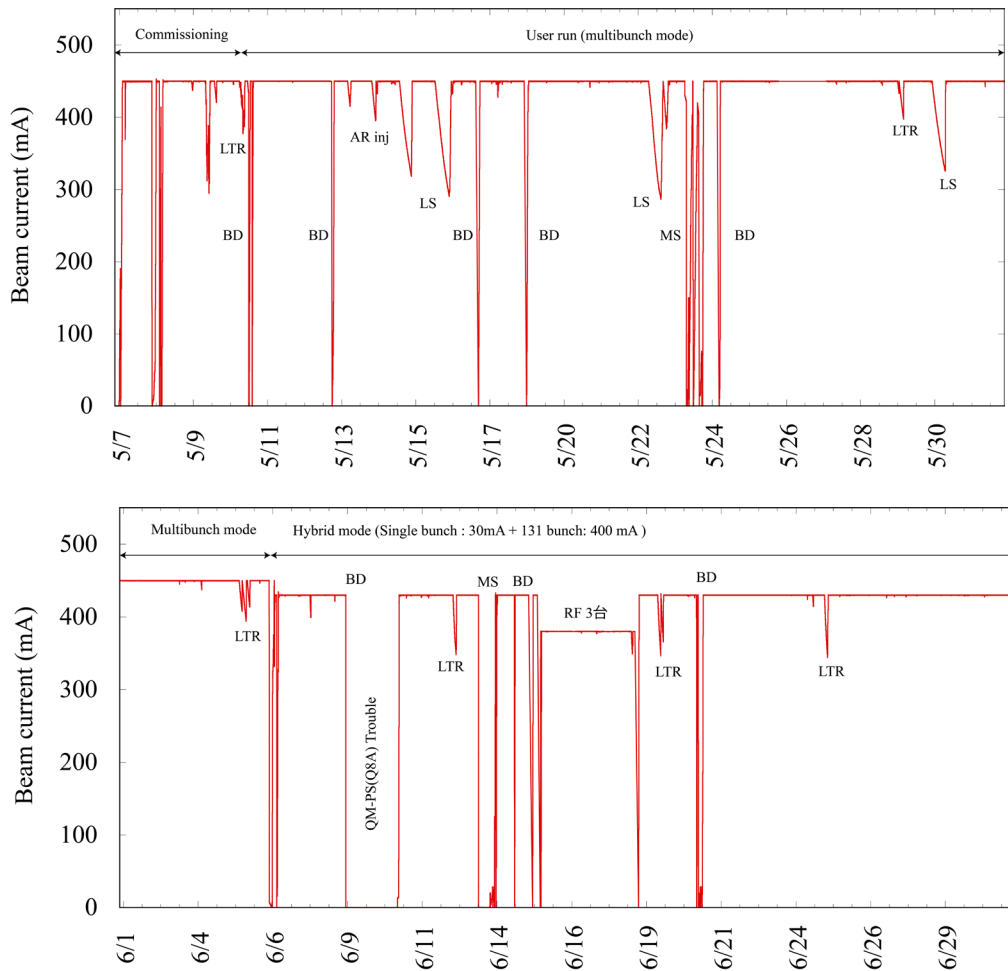 Commissioning
User run (multibunch mode)
500
400
300
200
100
0
Beam current (mA)
LTR
AR inj
LS
LS
LTR
LS
BD
BD
BD
BD
MS
BD
5/7
5/9
5/11
5/13
5/15
5/17
5/20
5/22
5/24
5/26
5/28
5/30
Multibunch mode
Hybrid mode (Single bunch : 30mA + 131 bunch: 400 mA )
500
400
300
200
100
0
Beam current (mA)
BD
MS
BD
BD
RF 3台
LTR
LTR
LTR
LTR
QM-PS(Q8A) Trouble
6/1
6/4
6/6
6/9
6/11
6/14
6/16
6/19
6/21
6/24
6/26
6/29